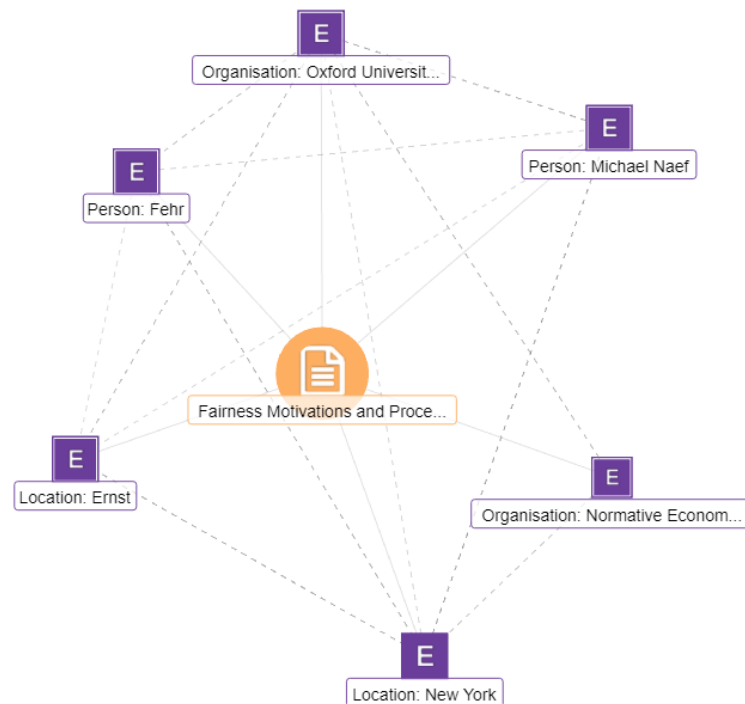 E
Organisation: Oxford Universit...
E
Person: Michael Naef
E
Person: Fehr
Fairness Motivations and Proce...
E
Location: Ernst
E
Organisation: Normative Econom...
E
Location: New York